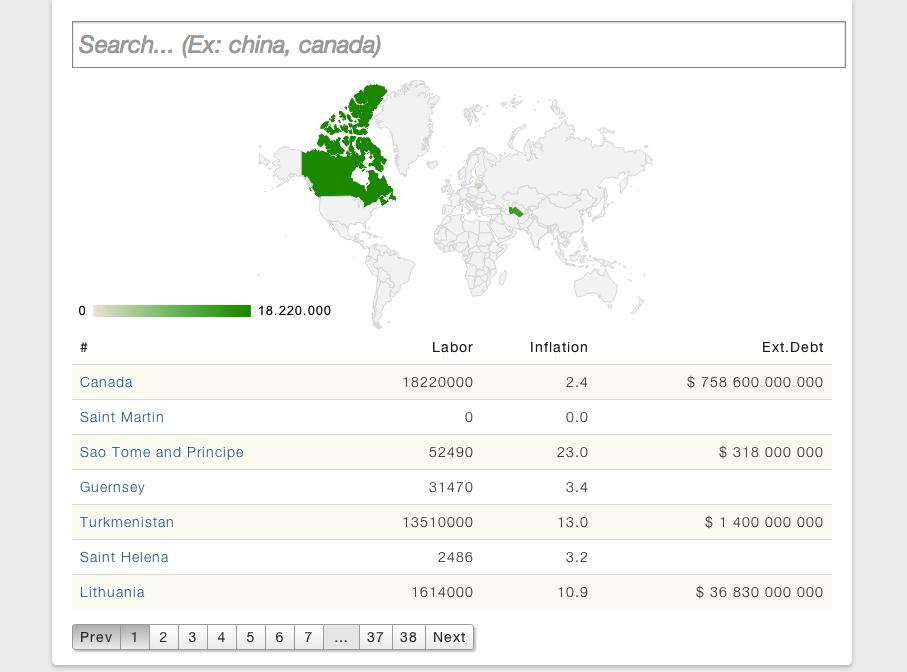 Search... (Ex: china, canada)
0 18.220.000
# Labor Inflation Ext.Debt
Canada 18220000 2.4 $ 758 600 000 000
Saint Martin 0 0.0
Sao Tome and Principe 52490 23.0 $ 318 000 000
Guernsey 31470 3.4
Turkmenistan 13510000 13.0 $ 1 400 000 000
Saint Helena 2486 3.2
Lithuania 1614000 10.9 $ 36 830 000 000
Prev 1 2 3 4 5 6 7 ... 37 38 Next